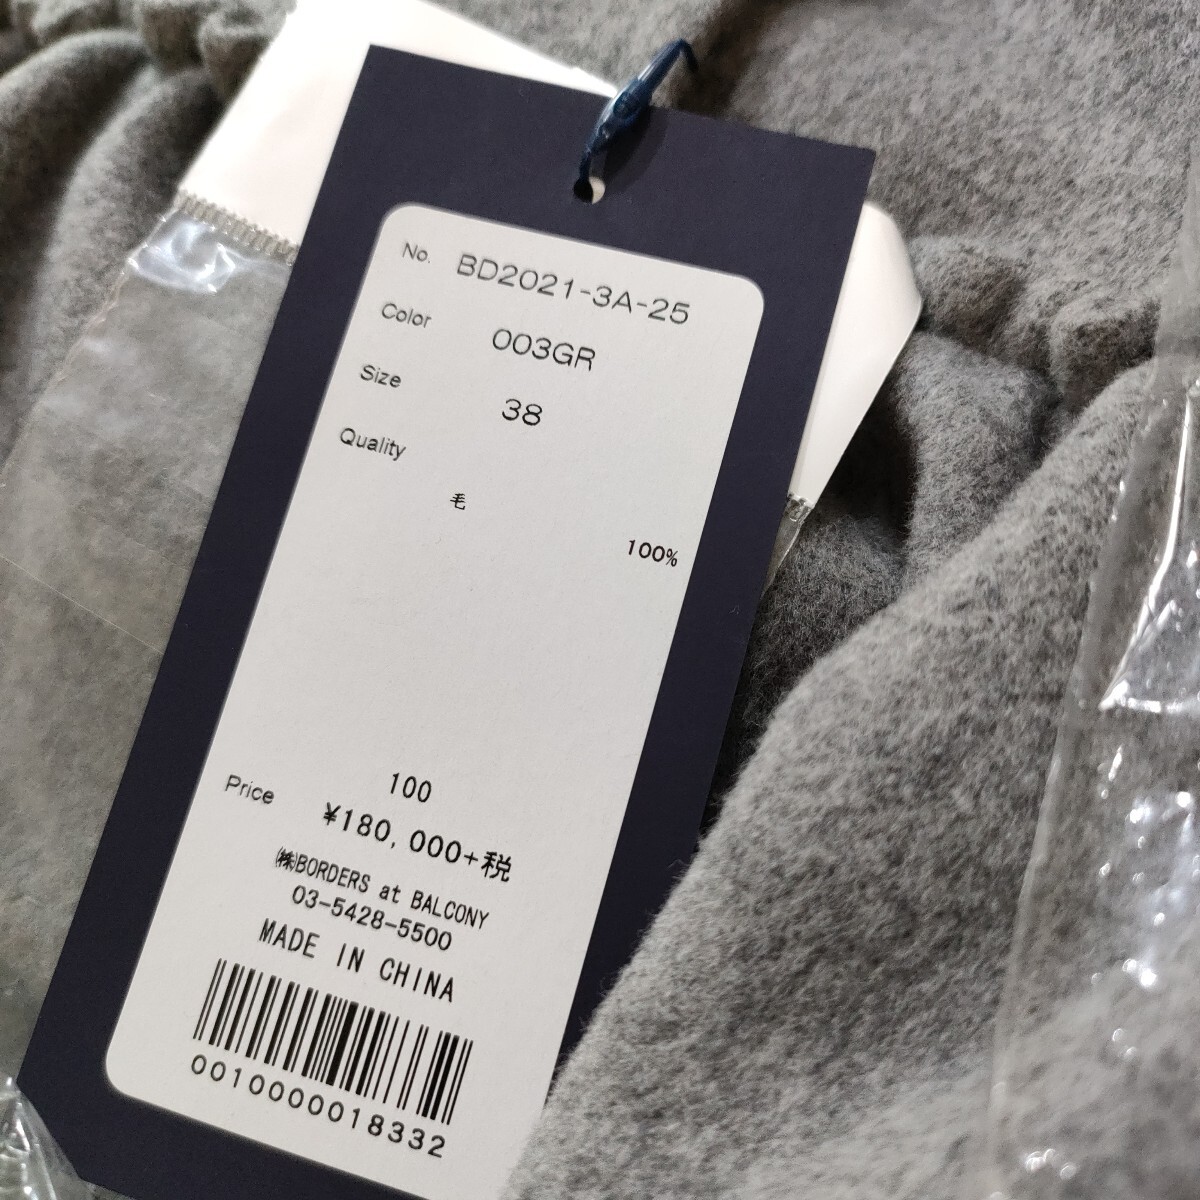 No. BD2021-3A-25
Color 003GR
Size 38
Quality
毛
100%
100
Price ¥180,000+税
㈱BORDERS at BALCONY
03-5428-5500
MADE IN CHINA
0010000018332